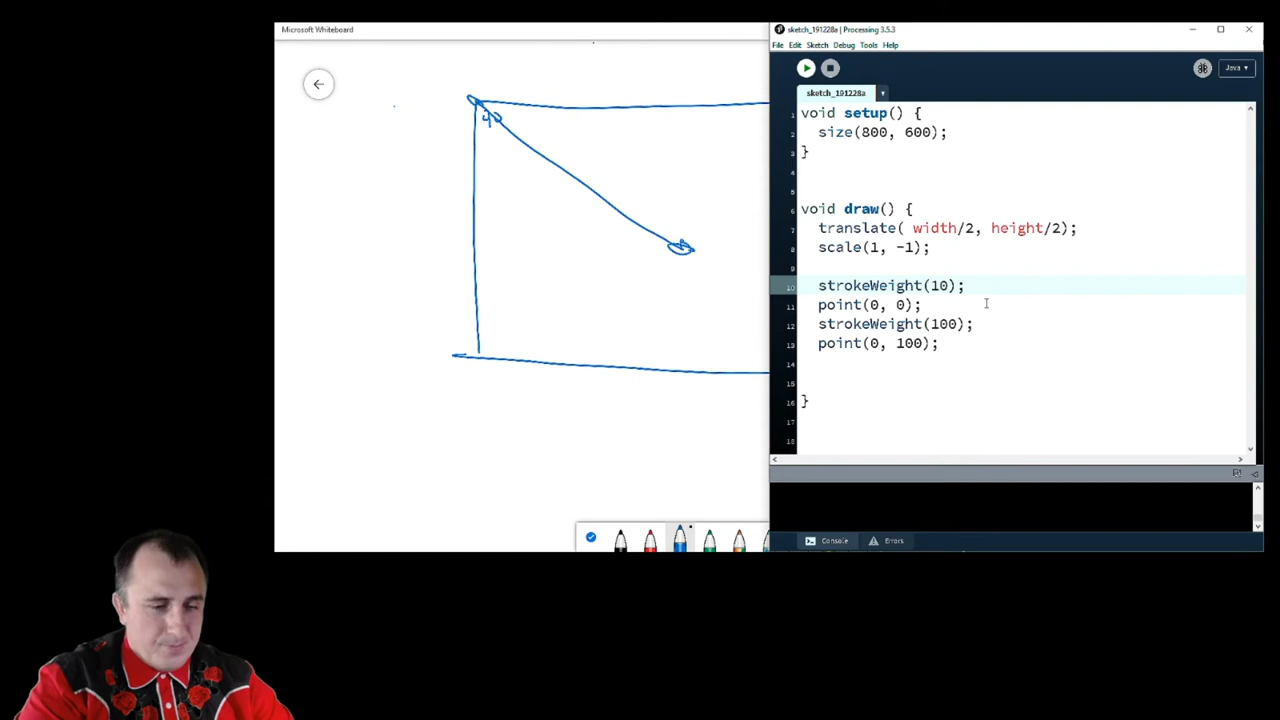 Microsoft Whiteboard
sketch_191228a | Processing 3.5.3
File Edit Sketch Debug Tools Help
Java ▾
sketch_191228a
1 void setup() {
2 size(800, 600);
3 }
4
5
6 void draw() {
7 translate( width/2, height/2);
8 scale(1, -1);
9
10 strokeWeight(10);
11 point(0, 0);
12 strokeWeight(100);
13 point(0, 100);
14
15
16 }
17
18
Console Errors